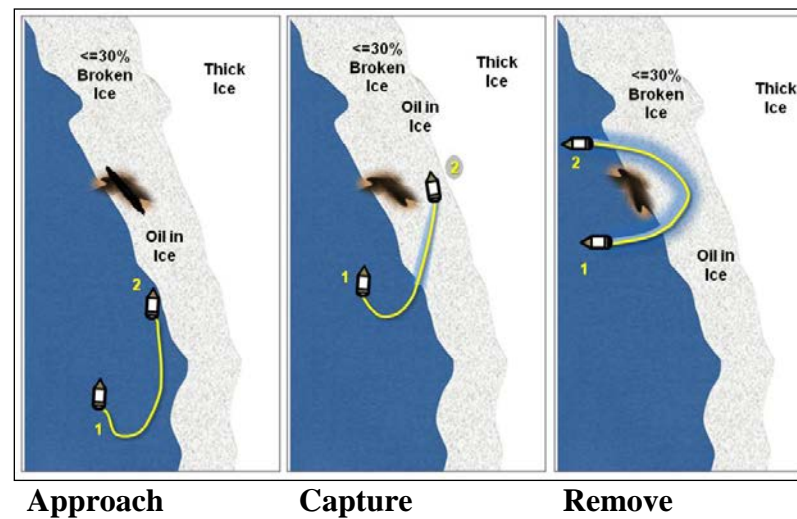 <=30%
Broken
Ice
Thick
Ice
Oil in
Ice
2
1
<=30%
Broken
Ice
Thick
Ice
Oil in
Ice
2
1
<=30%
Broken
Ice
Thick
Ice
2
1
Oil in
Ice
Approach
Capture
Remove